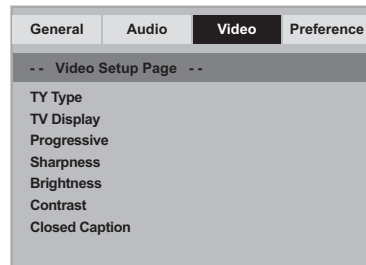 General Audio Video Preference
- - Video Setup Page - -
TY Type
TV Display
Progressive
Sharpness
Brightness
Contrast
Closed Caption